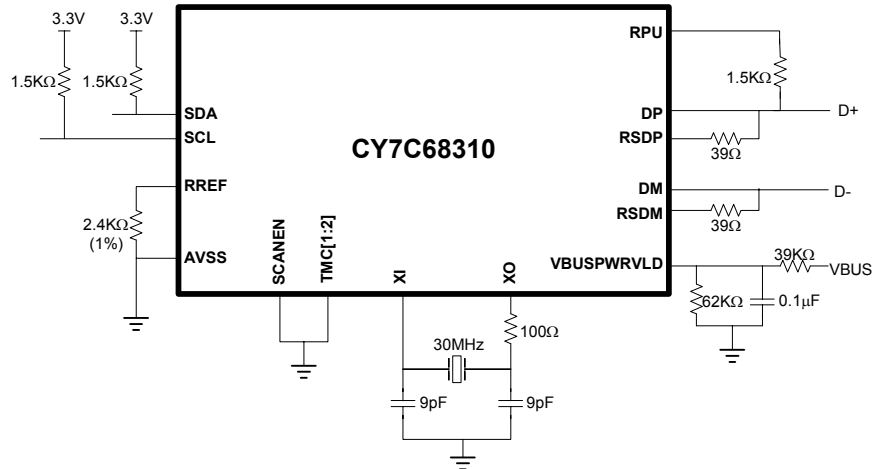 3.3V 3.3V
RPU
1.5KΩ 1.5KΩ
1.5KΩ
SDA
DP
D+
SCL
CY7C68310
RSDP
39Ω
RREF
DM
D-
RSDM
2.4KΩ
(1%)
39Ω
AVSS
SCANEN
TMC[1:2]
XI
XO
VBUSPWRVLD
39KΩ
VBUS
62KΩ
0.1µF
100Ω
30MHz
9pF
9pF